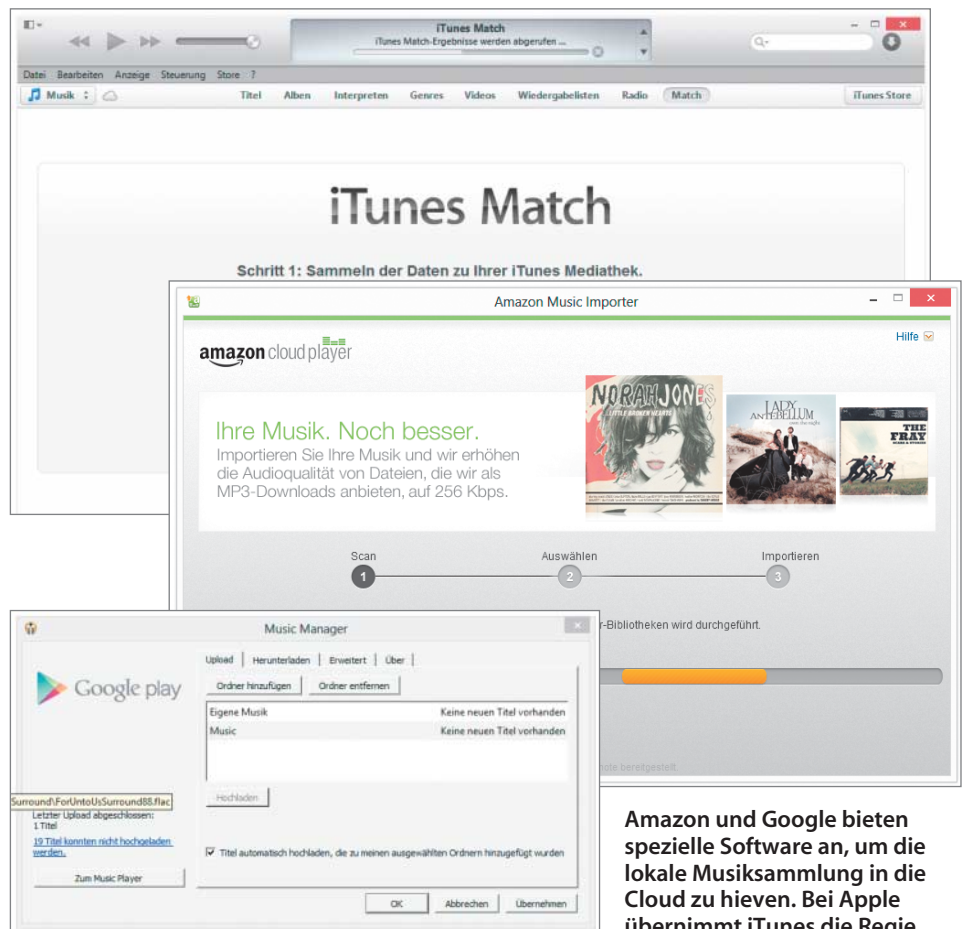 iTunes Match
iTunes Match-Ergebnisse werden abgerufen ...
Datei Bearbeiten Anzeige Steuerung Store ?
Musik Titel Alben Interpreten Genres Videos Wiedergabelisten Radio Match iTunes Store
iTunes Match
Schritt 1: Sammeln der Daten zu Ihrer iTunes Mediathek.
Amazon Music Importer
Hilfe
amazon cloud player
Ihre Musik. Noch besser.
Importieren Sie Ihre Musik und wir erhöhen
die Audioqualität von Dateien, die wir als
MP3-Downloads anbieten, auf 256 Kbps.
NORAH JONES
LITTLE BROKEN HEARTS
LADY
ANTEBELLUM
own the night
THE
FRAY
SCARS & STORIES
Scan Auswählen Importieren
1 2 3
r-Bibliotheken wird durchgeführt.
note bereitgestellt.
Music Manager
Google play
Upload Herunterladen Erweitert Über
Ordner hinzufügen Ordner entfernen
Eigene Musik Keine neuen Titel vorhanden
Music Keine neuen Titel vorhanden
Hochladen
Surround\ForUntoUsSurround88.flac
Letzter Upload abgeschlossen:
1 Titel
19 Titel konnten nicht hochgeladen
werden.
Titel automatisch hochladen, die zu meinen ausgewählten Ordnern hinzugefügt wurden
Zum Music Player
OK Abbrechen Übernehmen
Amazon und Google bieten
spezielle Software an, um die
lokale Musiksammlung in die
Cloud zu hieven. Bei Apple
übernimmt iTunes die Regie.